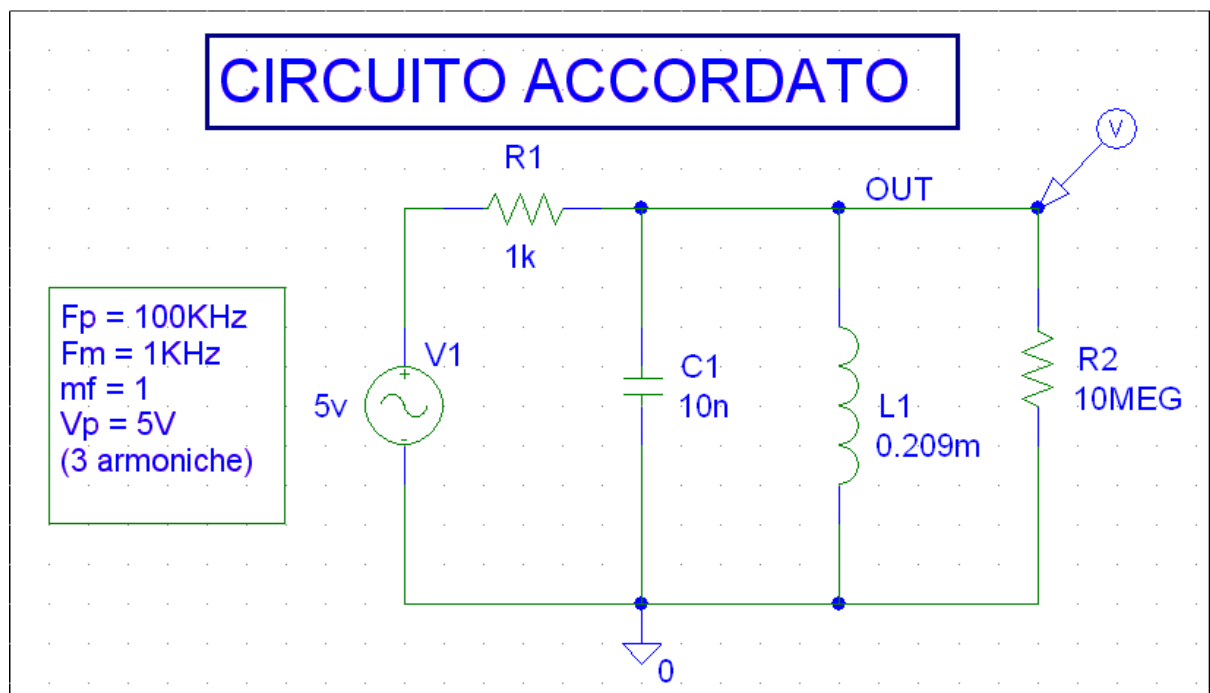 CIRCUITO ACCORDATO
V
R1
OUT
1k
Fp = 100KHz
Fm = 1KHz
mf = 1
Vp = 5V
(3 armoniche)
V1
5v
+
-
C1
10n
L1
0.209m
R2
10MEG
0